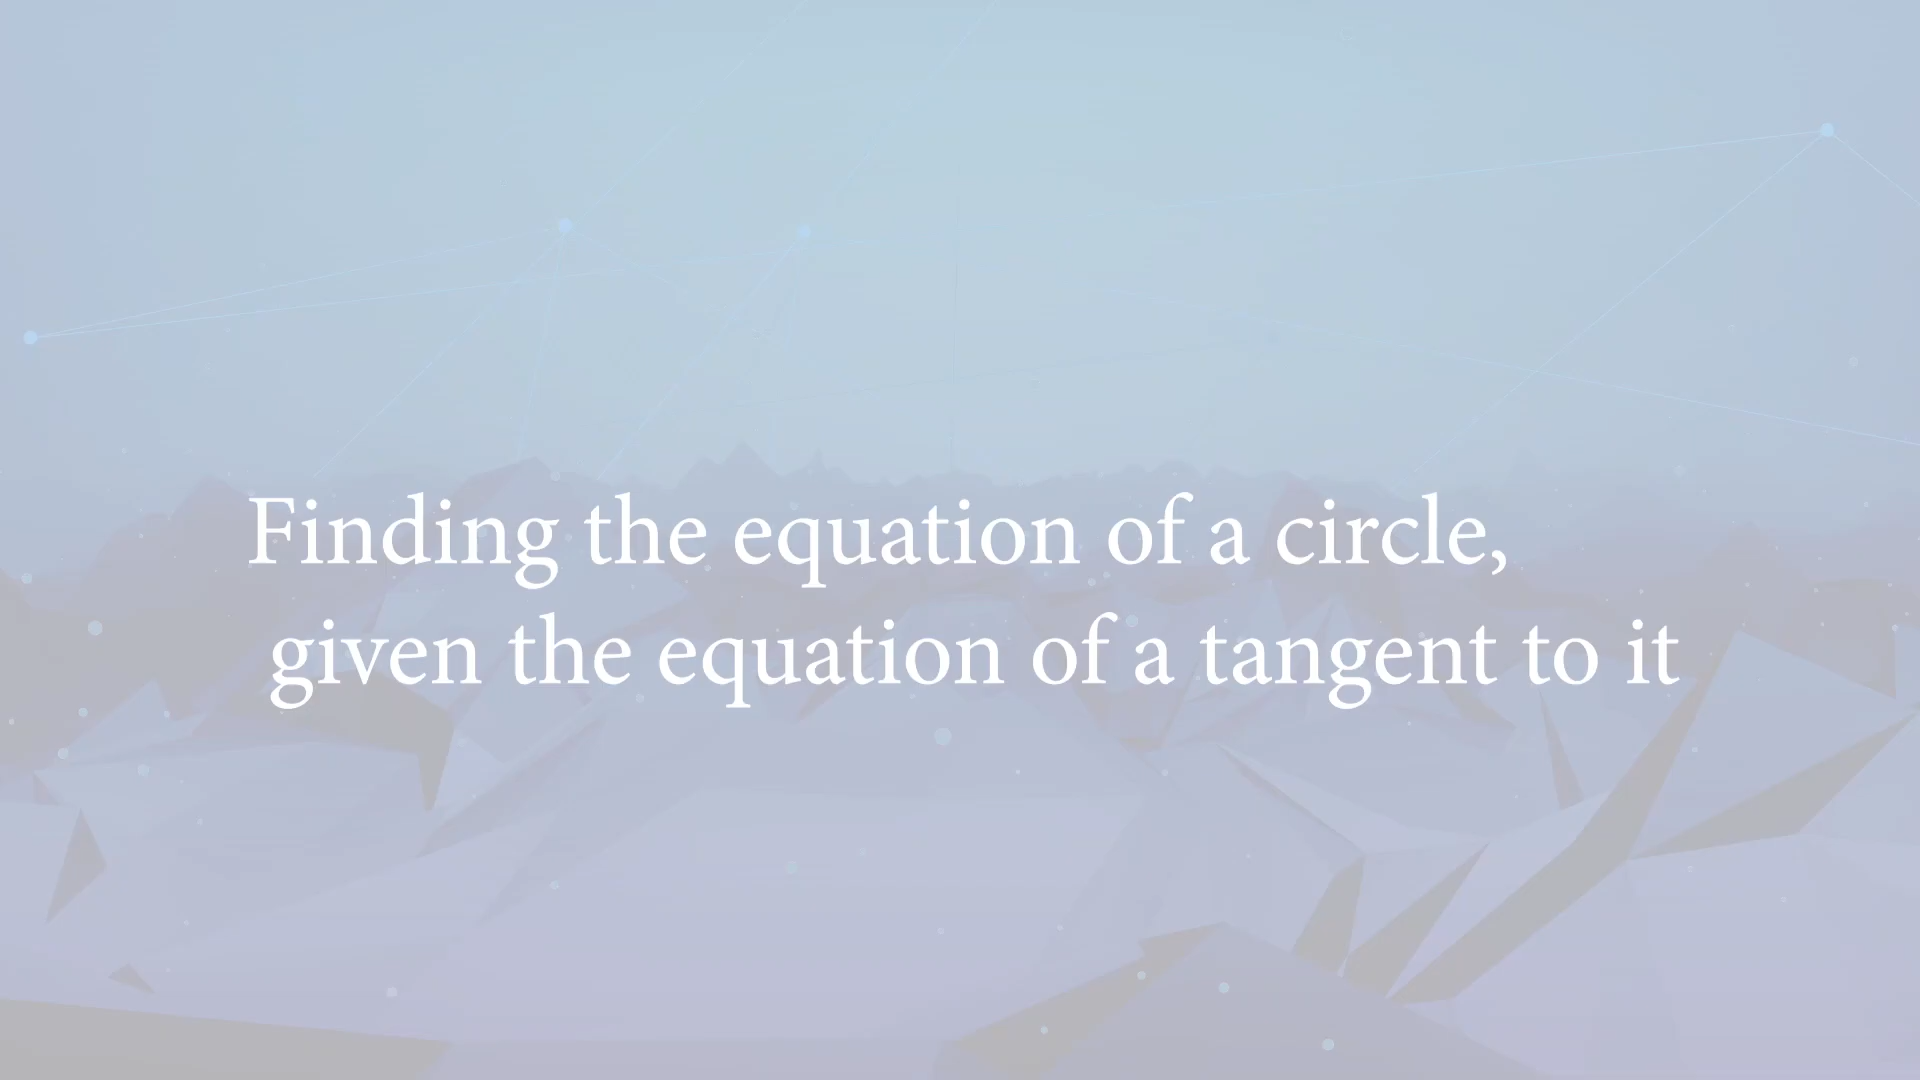 Finding the equation of a circle,
given the equation of a tangent to it